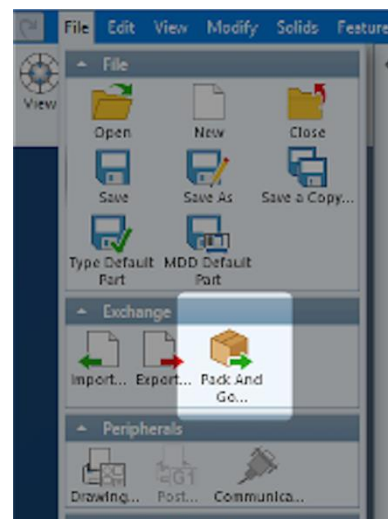 File Edit View Modify Solids Feature
View
File
Open New Close
Save Save As Save a Copy...
Type Default MDD Default
Part Part
Exchange
Import... Export... Pack And
Go...
Peripherals
G1
Drawing... Post... Communica...